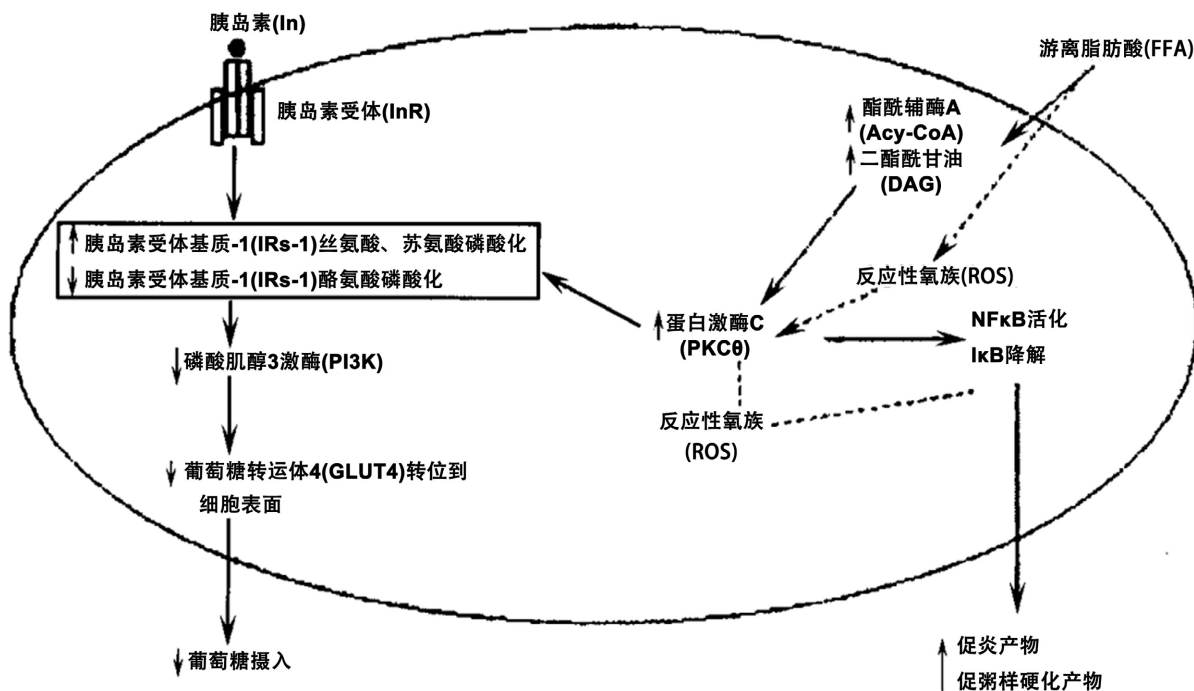 胰岛素(In)
胰岛素受体(InR)
游离脂肪酸(FFA)
酯酰辅酶A
(Acy-CoA)
二酯酰甘油
(DAG)
胰岛素受体基质-1(IRs-1)丝氨酸、苏氨酸磷酸化
胰岛素受体基质-1(IRs-1)酪氨酸磷酸化
反应性氧族(ROS)
蛋白激酶C
(PKCθ)
NFκB活化
IκB降解
磷酸肌醇3激酶(PI3K)
反应性氧族
(ROS)
葡萄糖转运体4(GLUT4)转位到
细胞表面
葡萄糖摄入
促炎产物
促粥样硬化产物